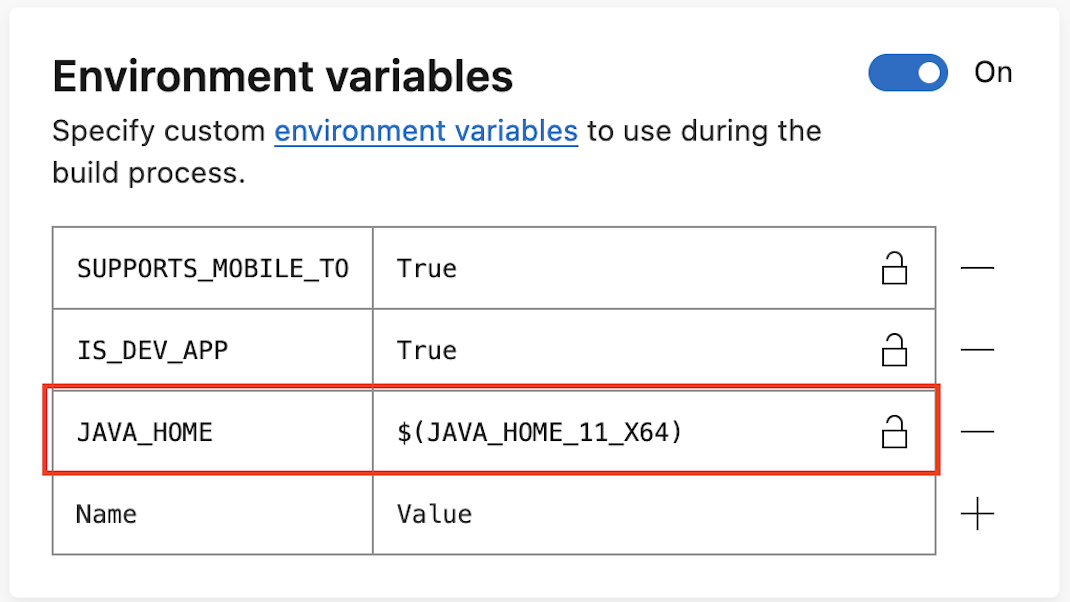 Environment variables
On
Specify custom environment variables to use during the
build process.
SUPPORTS_MOBILE_TO True
IS_DEV_APP True
JAVA_HOME $(JAVA_HOME_11_X64)
Name Value